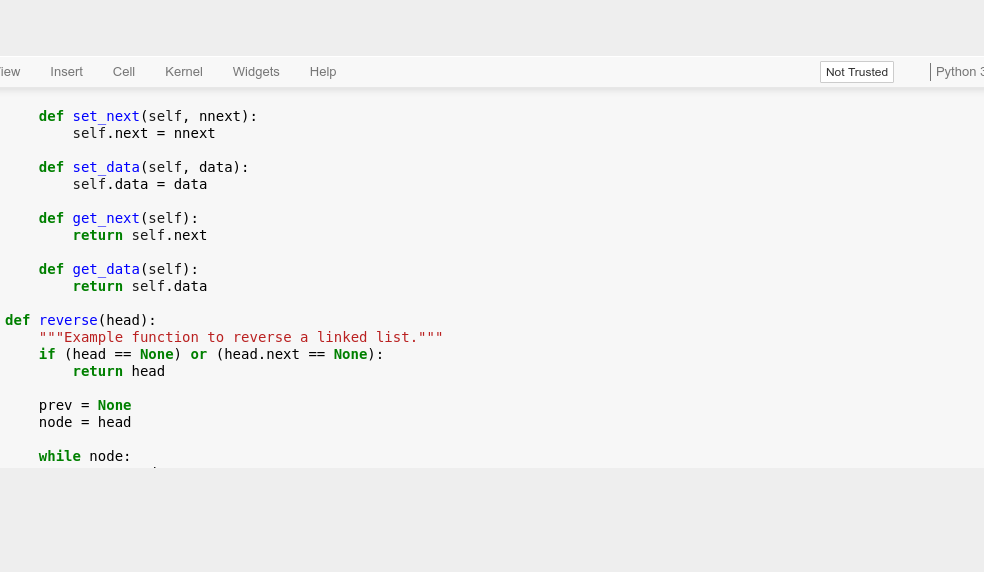 Insert Cell Kernel Widgets Help Not Trusted Python 3
def set_next(self, nnext):
self.next = nnext
def set_data(self, data):
self.data = data
def get_next(self):
return self.next
def get_data(self):
return self.data
def reverse(head):
"""Example function to reverse a linked list."""
if (head == None) or (head.next == None):
return head
prev = None
node = head
while node: